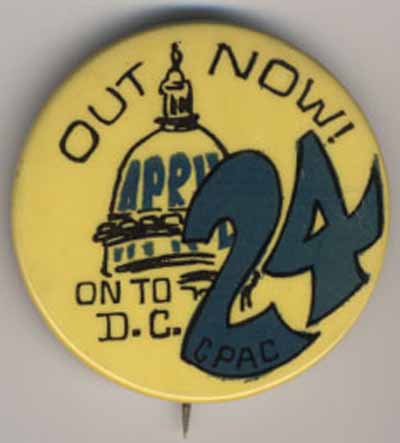 OUT NOW!
APRIL
24
ON TO
D.C.
CPAC